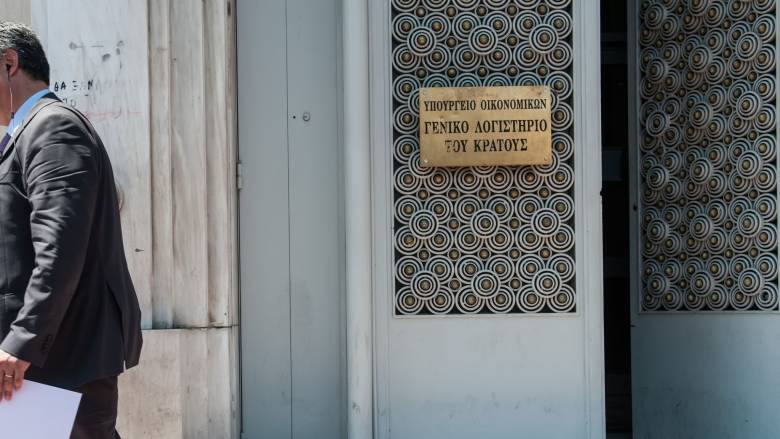 ΥΠΟΥΡΓΕΙΟ ΟΙΚΟΝΟΜΙΚΩΝ
ΓΕΝΙΚΟ ΛΟΓΙΣΤΗΡΙΟ
ΤΟΥ ΚΡΑΤΟΥΣ